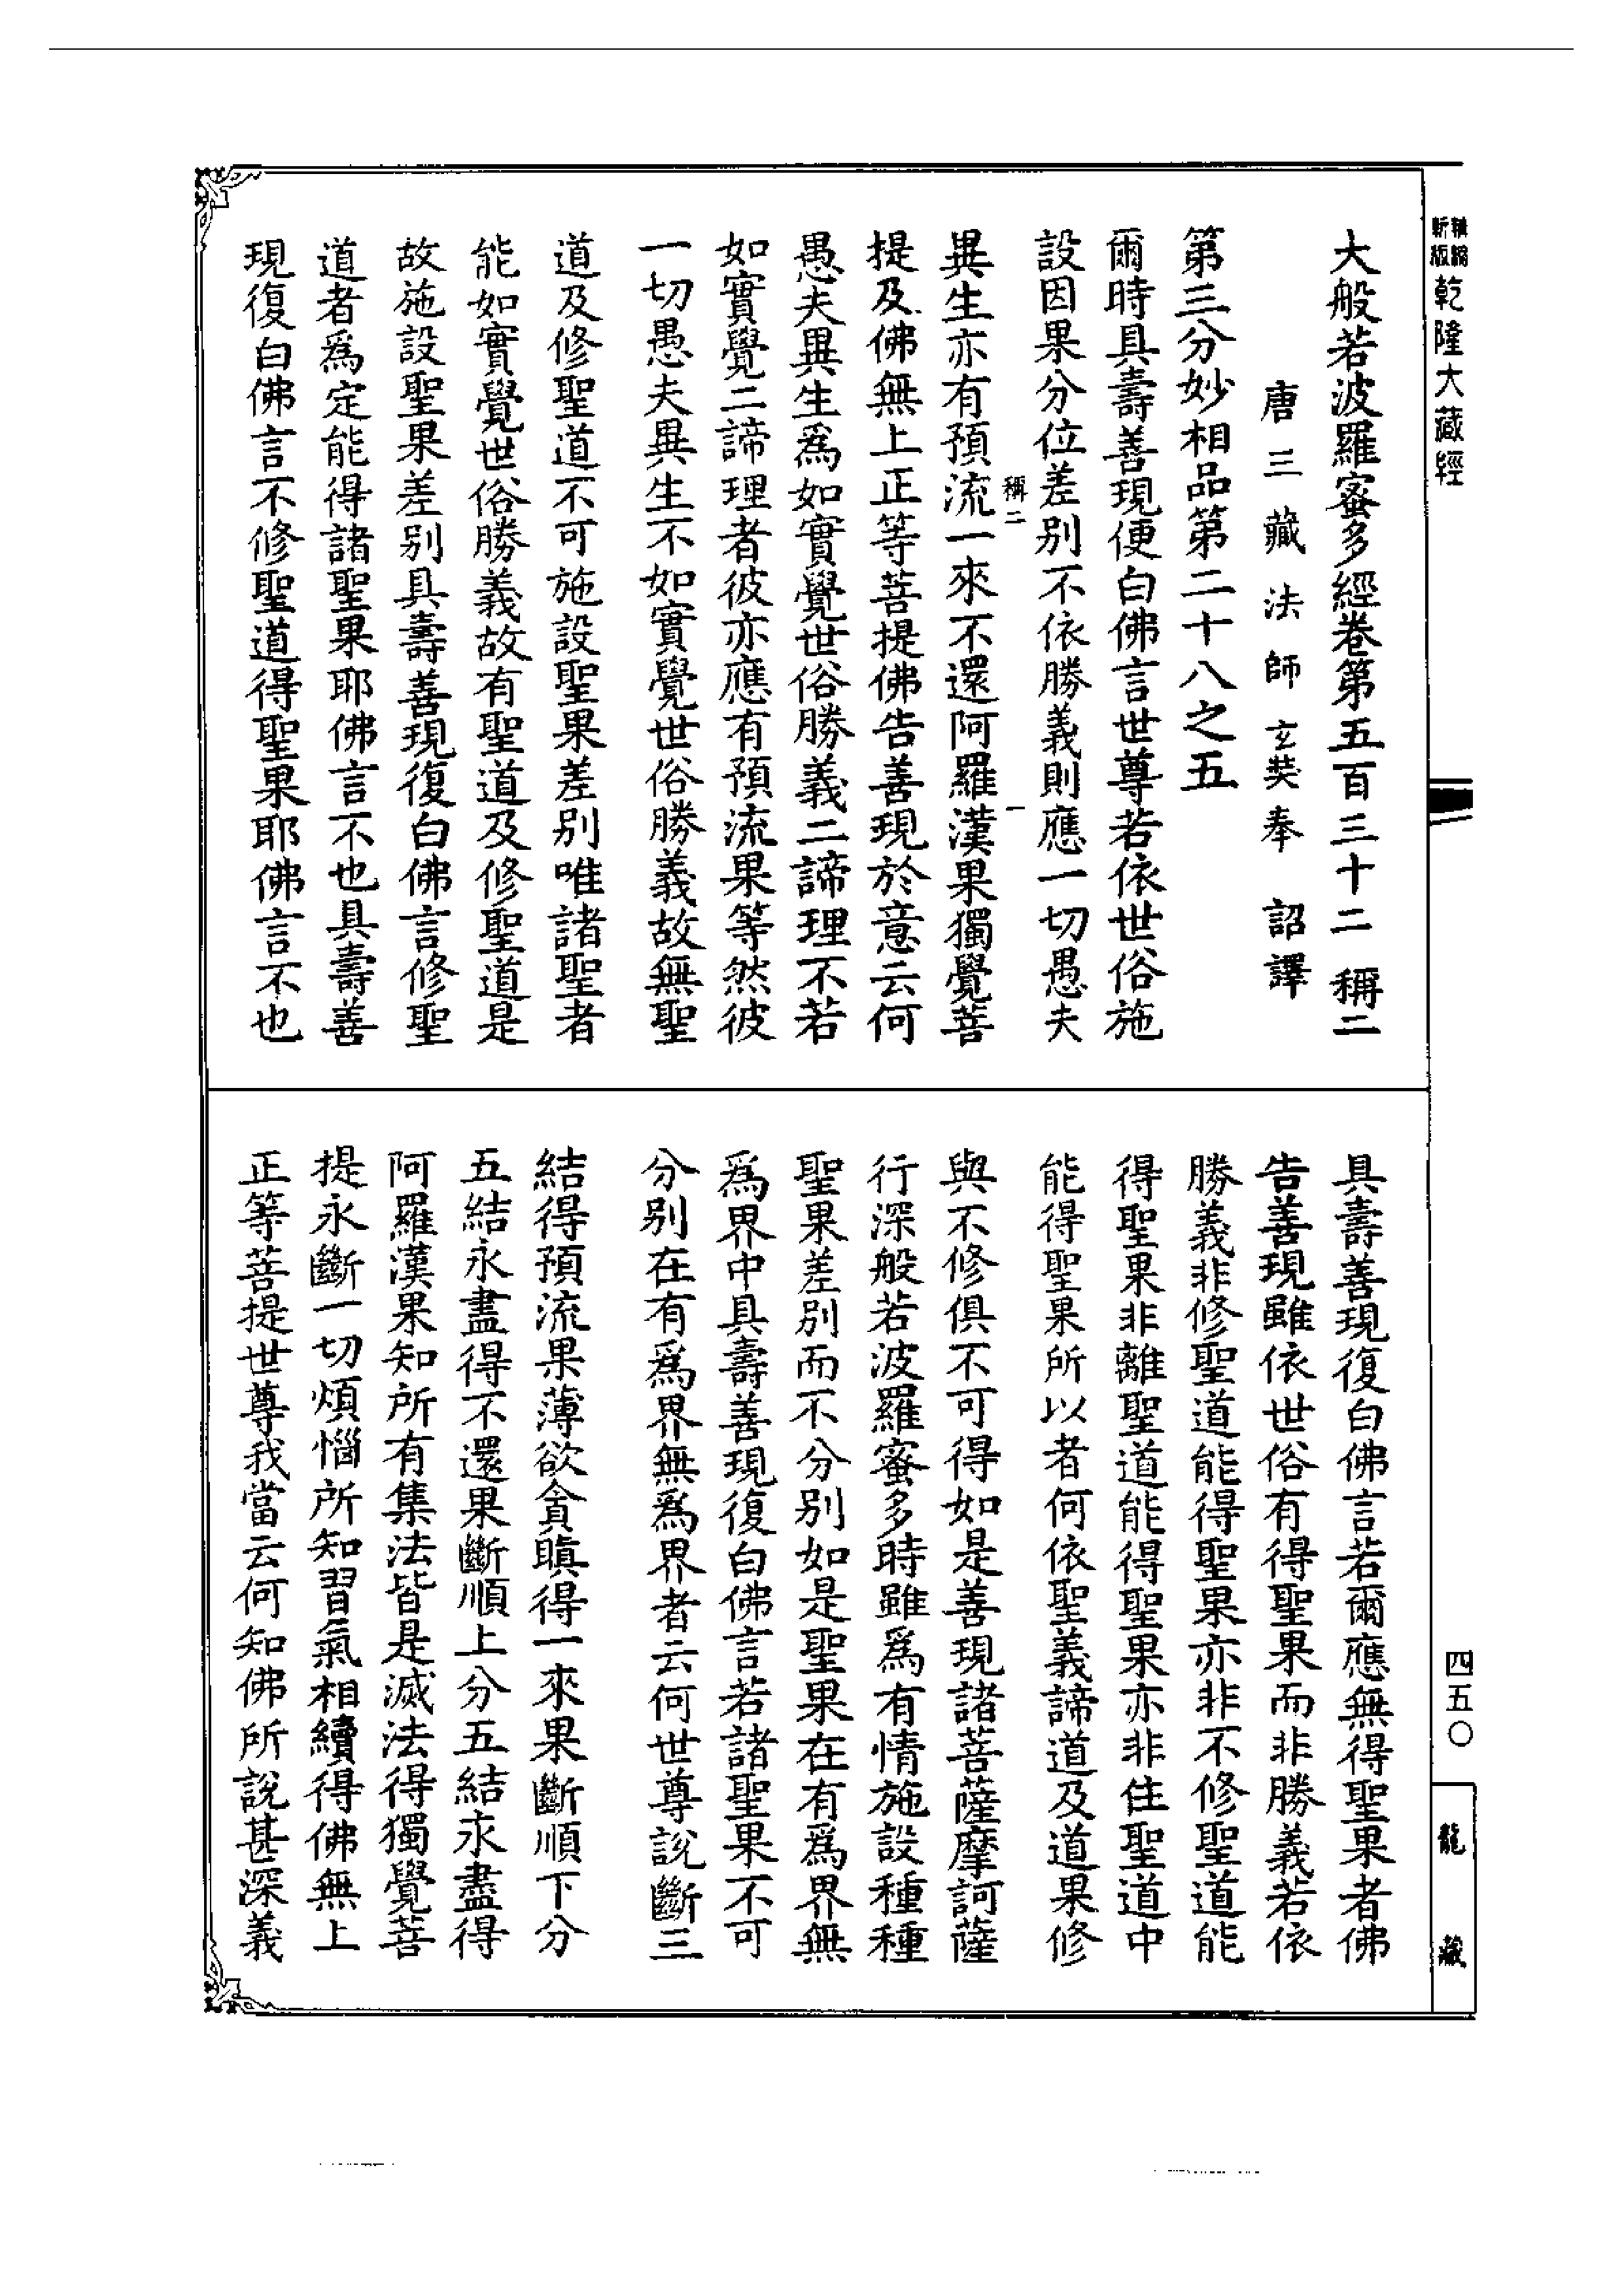 新版
精縮
乾隆大藏經
大般若波羅蜜多經卷第五百三十二 稱二
唐三藏法師玄奘奉 詔譯
第三分妙相品第二十八之五
爾時具壽善現便白佛言世尊若依世俗施
設因果分位差別不依勝義則應一切愚夫
稱二 一
異生亦有預流一來不還阿羅漢果獨覺菩
提及佛無上正等菩提佛告善現於意云何
愚夫異生為如實覺世俗勝義二諦理不若
如實覺二諦理者彼亦應有預流果等然彼
一切愚夫異生不如實覺世俗勝義故無聖
道及修聖道不可施設聖果差別唯諸聖者
能如實覺世俗勝義故有聖道及修聖道是
故施設聖果差別具壽善現復白佛言修聖
道者為定能得諸聖果耶佛言不也具壽善
現復白佛言不修聖道得聖果耶佛言不也
具壽善現復白佛言若爾應無得聖果者佛
告善現雖依世俗有得聖果而非勝義若依
勝義非修聖道能得聖果亦非不修聖道能
得聖果非離聖道能得聖果亦非住聖道中
能得聖果所以者何依聖義諦道及道果修
與不修俱不可得如是善現諸菩薩摩訶薩
行深般若波羅蜜多時雖為有情施設種種
聖果差別而不分別如是聖果在有為界無
為界中具壽善現復白佛言若諸聖果不可
分別在有為界無為界者云何世尊說斷三
結得預流果薄欲貪瞋得一來果斷順下分
五結永盡得不還果斷順上分五結永盡得
阿羅漢果知所有集法皆是滅法得獨覺菩
提永斷一切煩惱所知習氣相續得佛無上
正等菩提世尊我當云何知佛所說甚深義
四五〇
龍藏